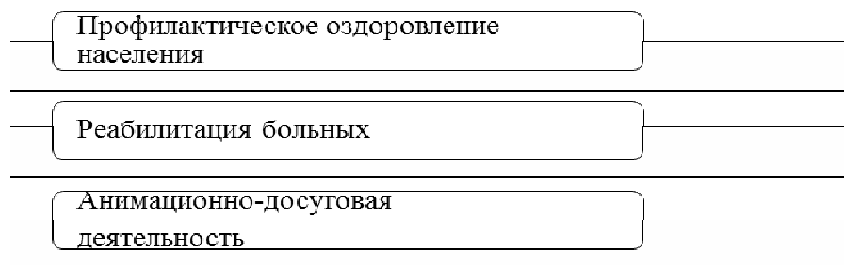 Профилактическое оздоровление
населения
Реабилитация больных
Анимационно-досуговая
деятельность